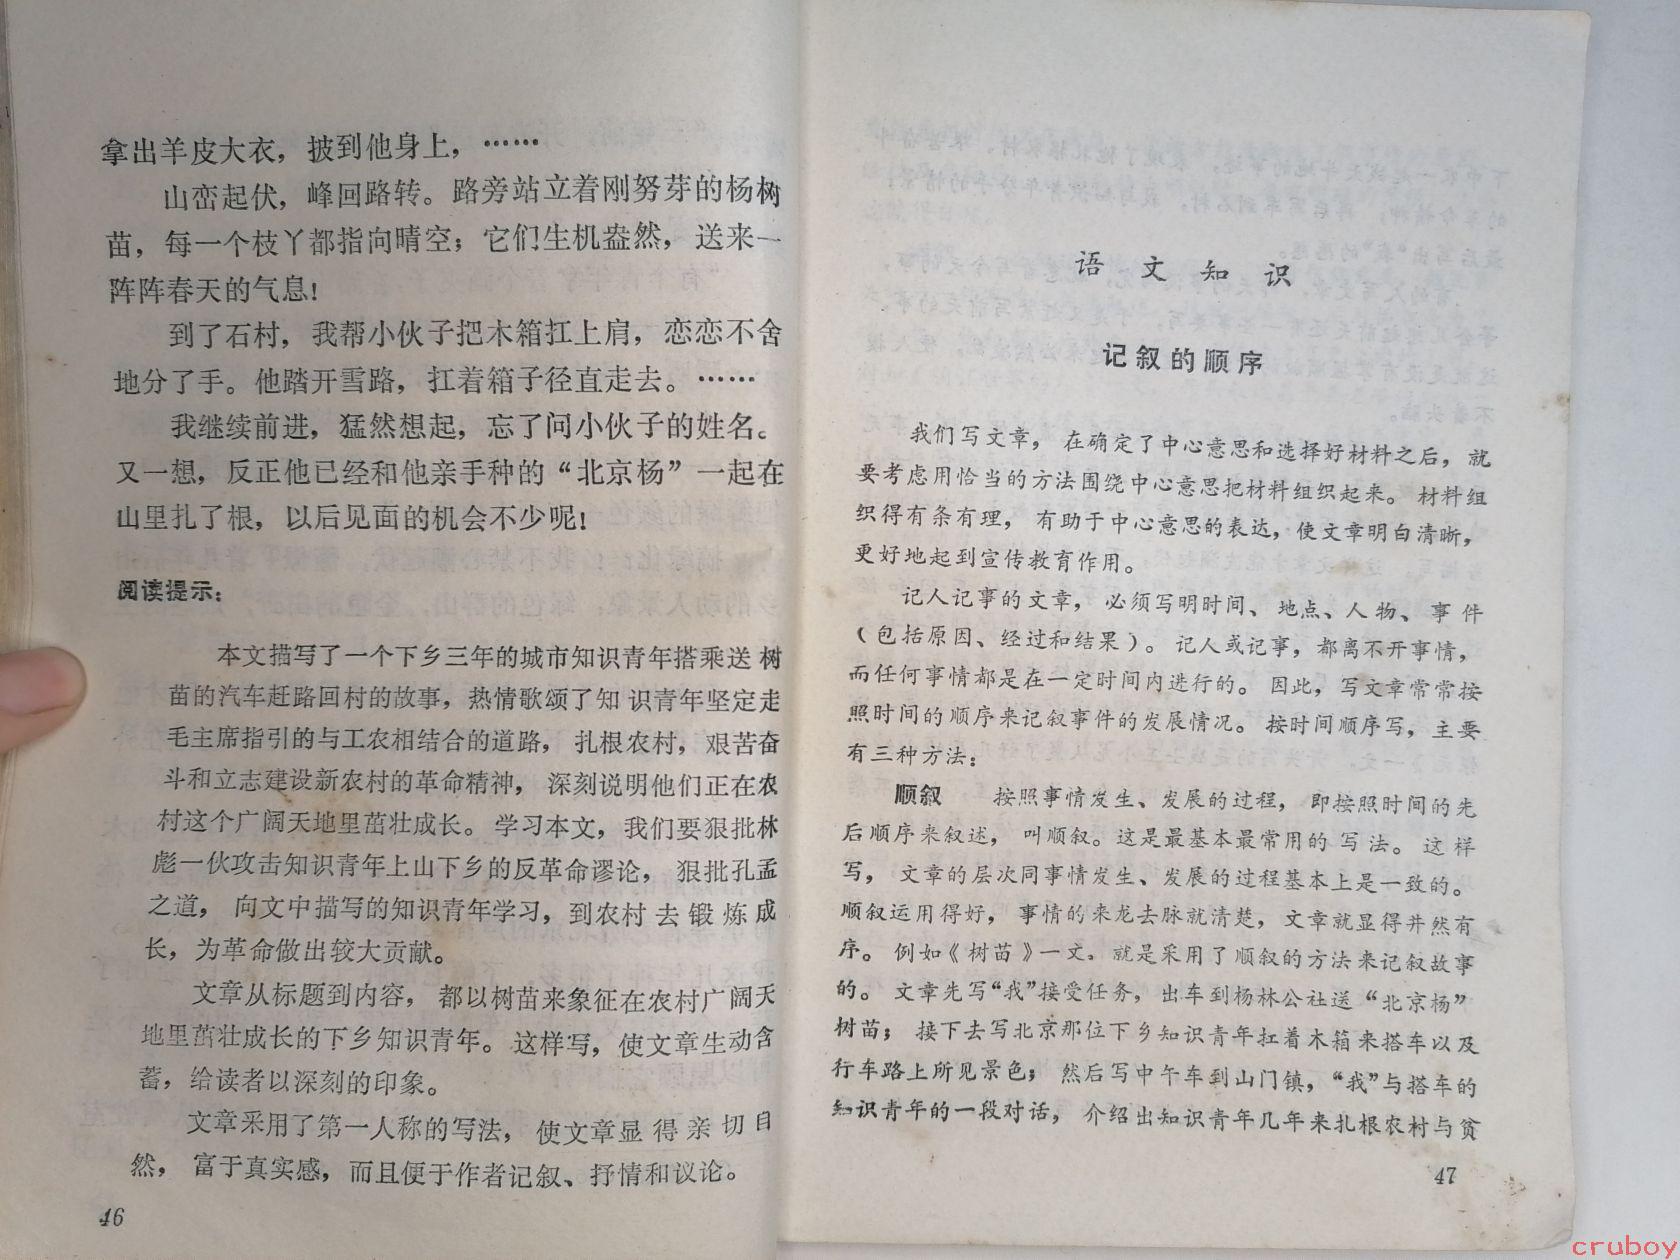 拿出羊皮大衣，披到他身上，……
山峦起伏，峰回路转。路旁站立着刚努芽的杨树
苗，每一个枝丫都指向晴空；它们生机盎然，送来一
阵阵春天的气息！
到了石村，我帮小伙子把木箱扛上肩，恋恋不舍
地分了手。他踏开雪路，扛着箱子径直走去。……
我继续前进，猛然想起，忘了问小伙子的姓名。
又一想，反正他已经和他亲手种的“北京杨”一起在
山里扎了根，以后见面的机会不少呢！
阅读提示：
本文描写了一个下乡三年的城市知识青年搭乘送树
苗的汽车赶路回村的故事，热情歌颂了知识青年坚定走
毛主席指引的与工农相结合的道路，扎根农村，艰苦奋
斗和立志建设新农村的革命精神，深刻说明他们正在农
村这个广阔天地里茁壮成长。学习本文，我们要狠批林
彪一伙攻击知识青年上山下乡的反革命谬论，狠批孔孟
之道，向文中描写的知识青年学习，到农村去锻炼成
长，为革命做出较大贡献。
文章从标题到内容，都以树苗来象征在农村广阔天
地里茁壮成长的下乡知识青年。这样写，使文章生动含
蓄，给读者以深刻的印象。
文章采用了第一人称的写法，使文章显得亲切自
然，富于真实感，而且便于作者记叙、抒情和议论。
46
语文知识
记叙的顺序
我们写文章，在确定了中心意思和选择好材料之后，就
要考虑用恰当的方法围绕中心意思把材料组织起来。材料组
织得有条有理，有助于中心意思的表达，使文章明白清晰，
更好地起到宣传教育作用。
记人记事的文章，必须写明时间、地点、人物、事件
（包括原因、经过和结果）。记人或记事，都离不开事情，
而任何事情都是在一定时间内进行的。因此，写文章常常按
照时间的顺序来记叙事件的发展情况。按时间顺序写，主要
有三种方法：
顺叙 按照事情发生、发展的过程，即按照时间的先
后顺序来叙述，叫顺叙。这是最基本最常用的写法。这样
写，文章的层次同事情发生、发展的过程基本上是一致的。
顺叙运用得好，事情的来龙去脉就清楚，文章就显得井然有
序。例如《树苗》一文，就是采用了顺叙的方法来记叙故事
的。文章先写“我”接受任务，出车到杨林公社送“北京杨”
树苗；接下去写北京那位下乡知识青年扛着木箱来搭车以及
行车路上所见景色；然后写中午车到山门镇，“我”与搭车的
知识青年的一段对话，介绍出知识青年几年来扎根农村与贫
47
cruboy